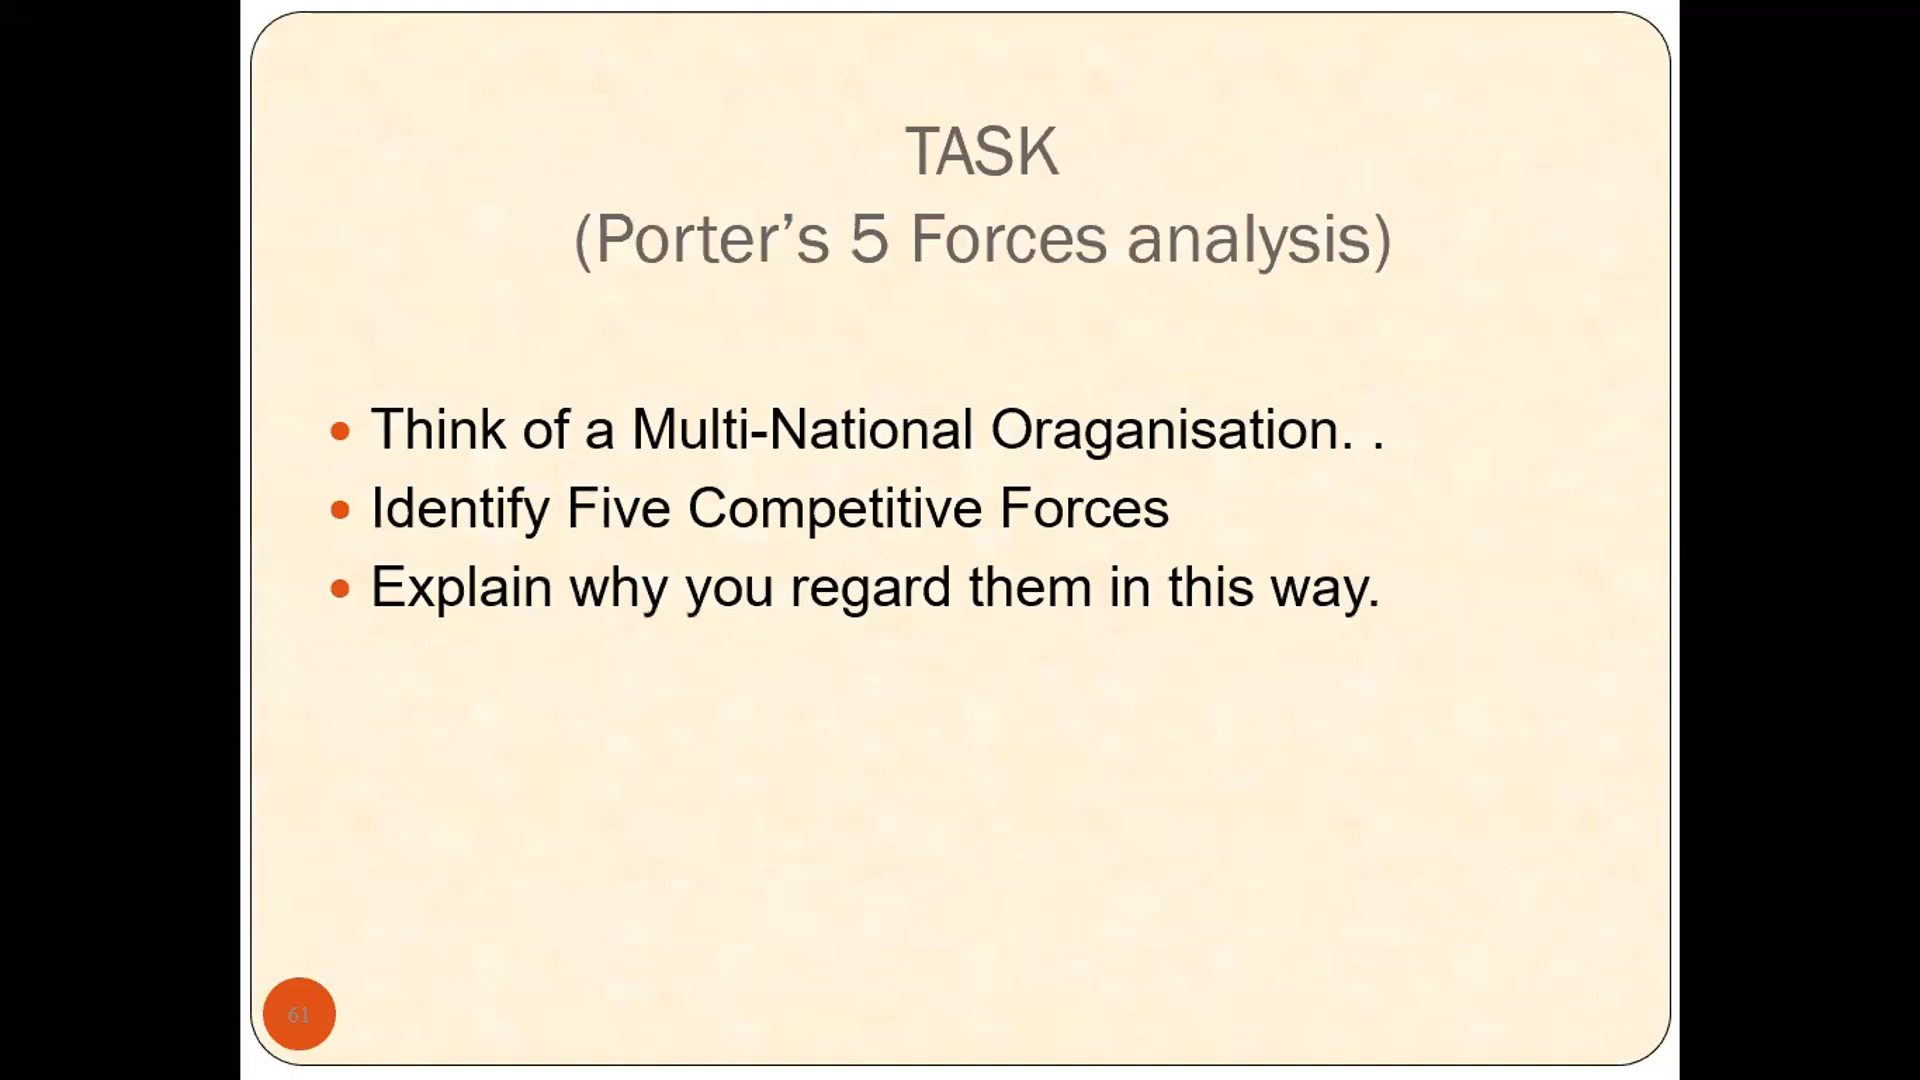 TASK
(Porter’s 5 Forces analysis)
• Think of a Multi-National Oraganisation. .
• Identify Five Competitive Forces
• Explain why you regard them in this way.
61